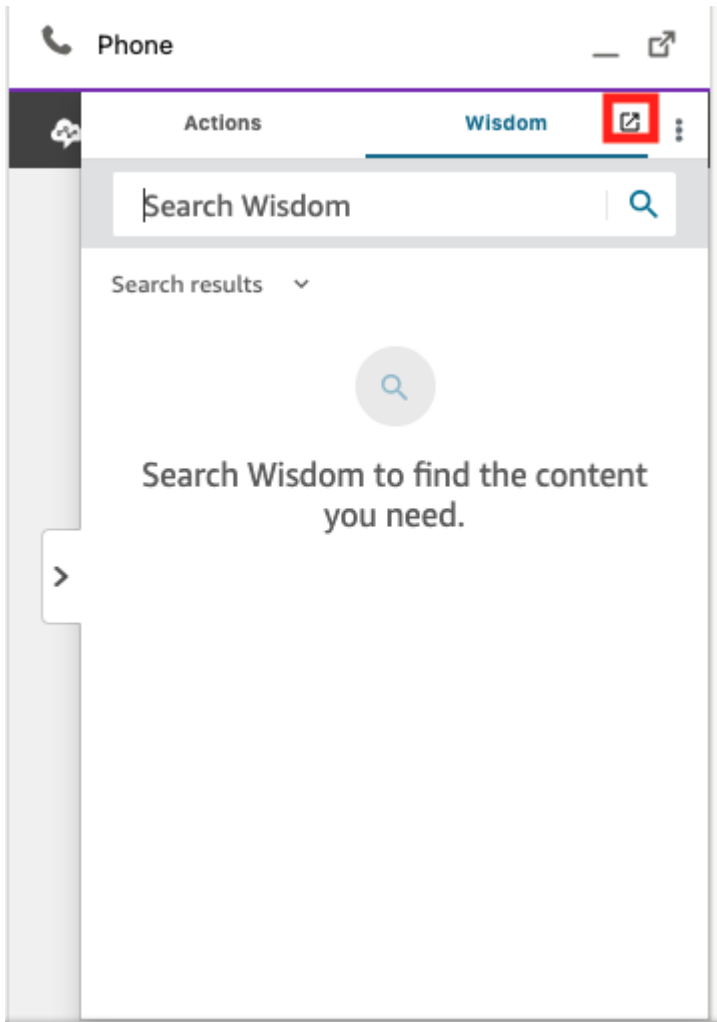 Phone
Actions Wisdom
Search Wisdom
Search results
Search Wisdom to find the content
you need.